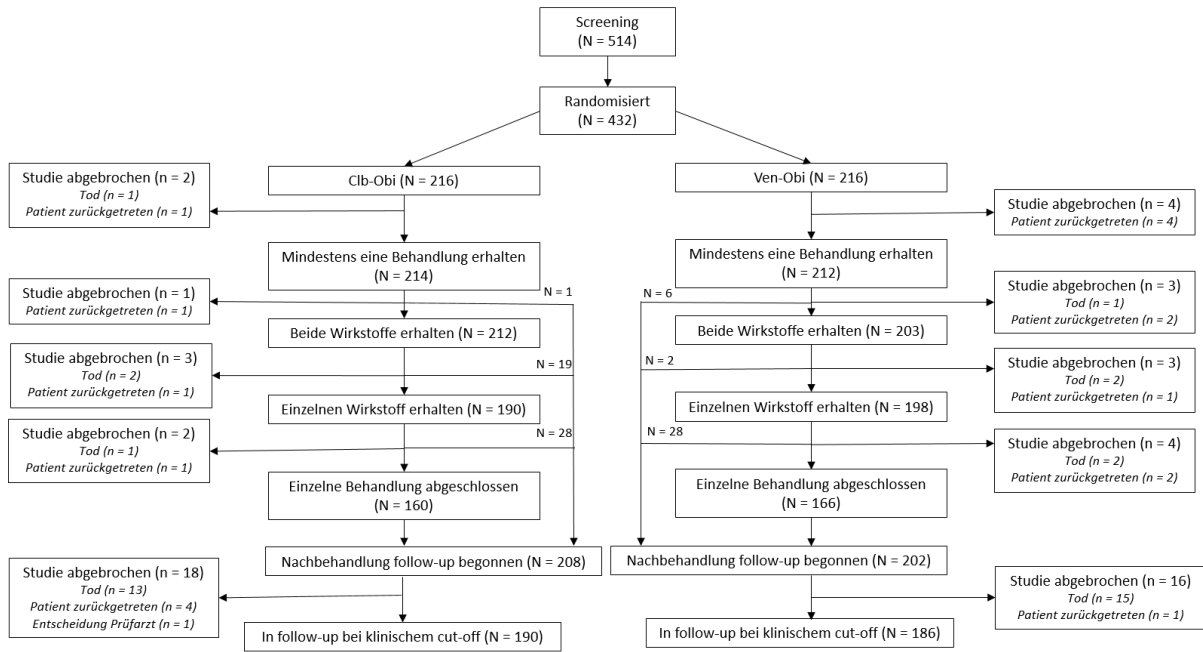 Screening
(N = 514)
Randomisiert
(N = 432)
Clb-Obi (N = 216)
Studie abgebrochen (n = 2)
Tod (n = 1)
Patient zurückgetreten (n = 1)
Mindestens eine Behandlung erhalten
(N = 214)
N = 1
Studie abgebrochen (n = 1)
Patient zurückgetreten (n = 1)
Beide Wirkstoffe erhalten (N = 212)
N = 19
Studie abgebrochen (n = 3)
Tod (n = 2)
Patient zurückgetreten (n = 1)
Einzelnen Wirkstoff erhalten (N = 190)
N = 28
Studie abgebrochen (n = 2)
Tod (n = 1)
Patient zurückgetreten (n = 1)
Einzelne Behandlung abgeschlossen
(N = 160)
Nachbehandlung follow-up begonnen (N = 208)
Studie abgebrochen (n = 18)
Tod (n = 13)
Patient zurückgetreten (n = 4)
Entscheidung Prüfarzt (n = 1)
In follow-up bei klinischem cut-off (N = 190)
Ven-Obi (N = 216)
Studie abgebrochen (n = 4)
Patient zurückgetreten (n = 4)
Mindestens eine Behandlung erhalten
(N = 212)
N = 6
Studie abgebrochen (n = 3)
Tod (n = 1)
Patient zurückgetreten (n = 2)
Beide Wirkstoffe erhalten (N = 203)
N = 2
Studie abgebrochen (n = 3)
Tod (n = 2)
Patient zurückgetreten (n = 1)
Einzelnen Wirkstoff erhalten (N = 198)
N = 28
Studie abgebrochen (n = 4)
Tod (n = 2)
Patient zurückgetreten (n = 2)
Einzelne Behandlung abgeschlossen
(N = 166)
Nachbehandlung follow-up begonnen (N = 202)
Studie abgebrochen (n = 16)
Tod (n = 15)
Patient zurückgetreten (n = 1)
In follow-up bei klinischem cut-off (N = 186)